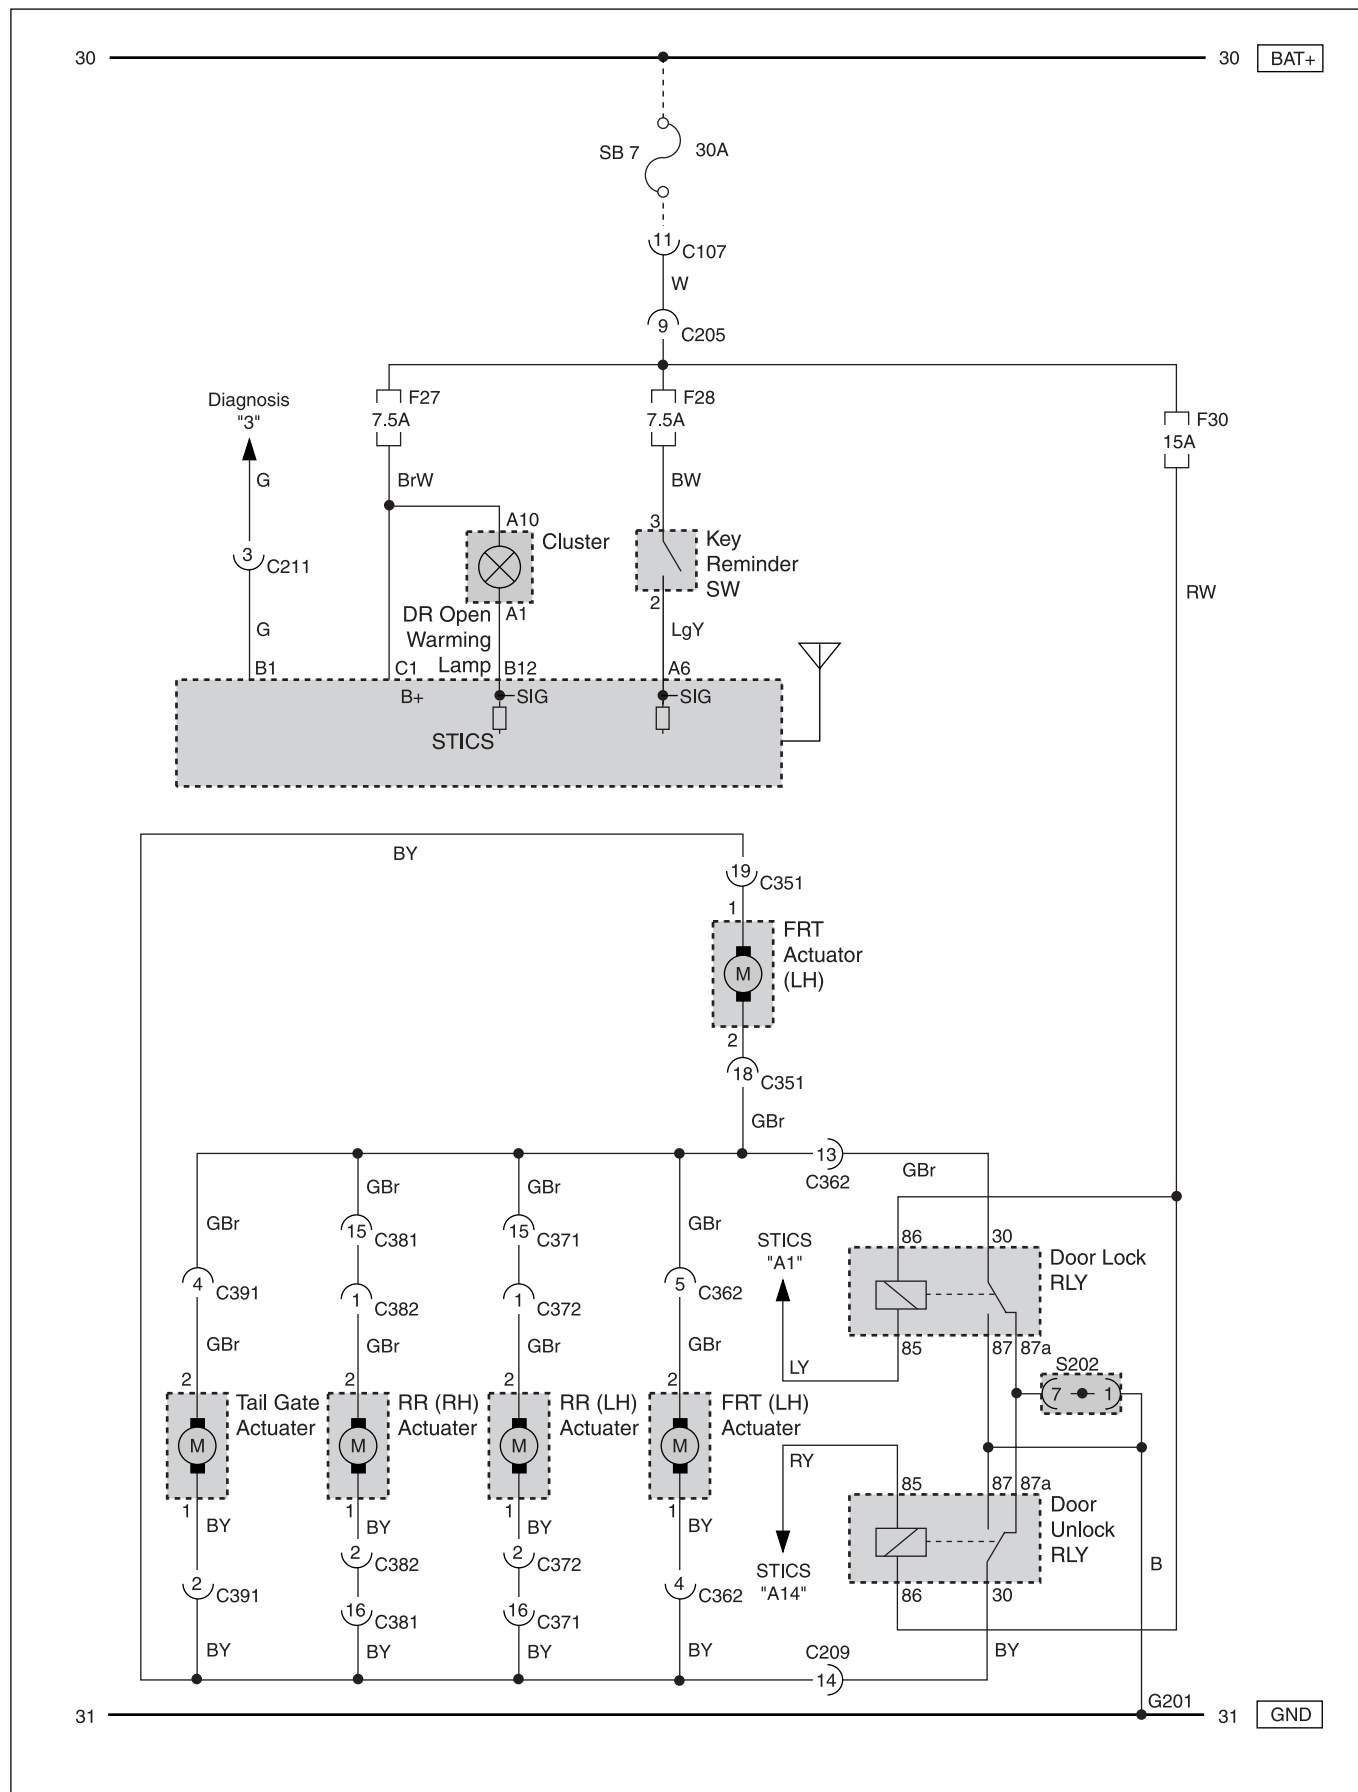 30
30 BAT+
SB 7 30A
11 C107
W
9 C205
F27
7.5A
F28
7.5A
F30
15A
Diagnosis
"3"
G
BrW
BW
A10
3
Cluster
Key
Reminder
SW
3 C211
RW
A1
2
DR Open
Warming
Lamp
G
LgY
B1
C1
B12
A6
B+
SIG
SIG
STICS
BY
19 C351
1
FRT
Actuator
(LH)
M
2
18 C351
GBr
13
C362
GBr
GBr
GBr
GBr
GBr
15 C381
15 C371
4 C391
5 C362
1 C382
1 C372
GBr
GBr
GBr
GBr
STICS
"A1"
86
30
Door Lock
RLY
85
87
87a
LY
S202
7
1
2
Tail Gate
Actuater
M
1
2
RR (RH)
Actuater
M
1
2
RR (LH)
Actuater
M
1
2
FRT (LH)
Actuater
M
1
RY
85
87
87a
Door
Unlock
RLY
BY
BY
BY
BY
2 C382
2 C372
2 C391
4 C362
STICS
"A14"
86
30
B
16 C381
16 C371
BY
BY
BY
BY
C209
14
BY
G201
31
31 GND